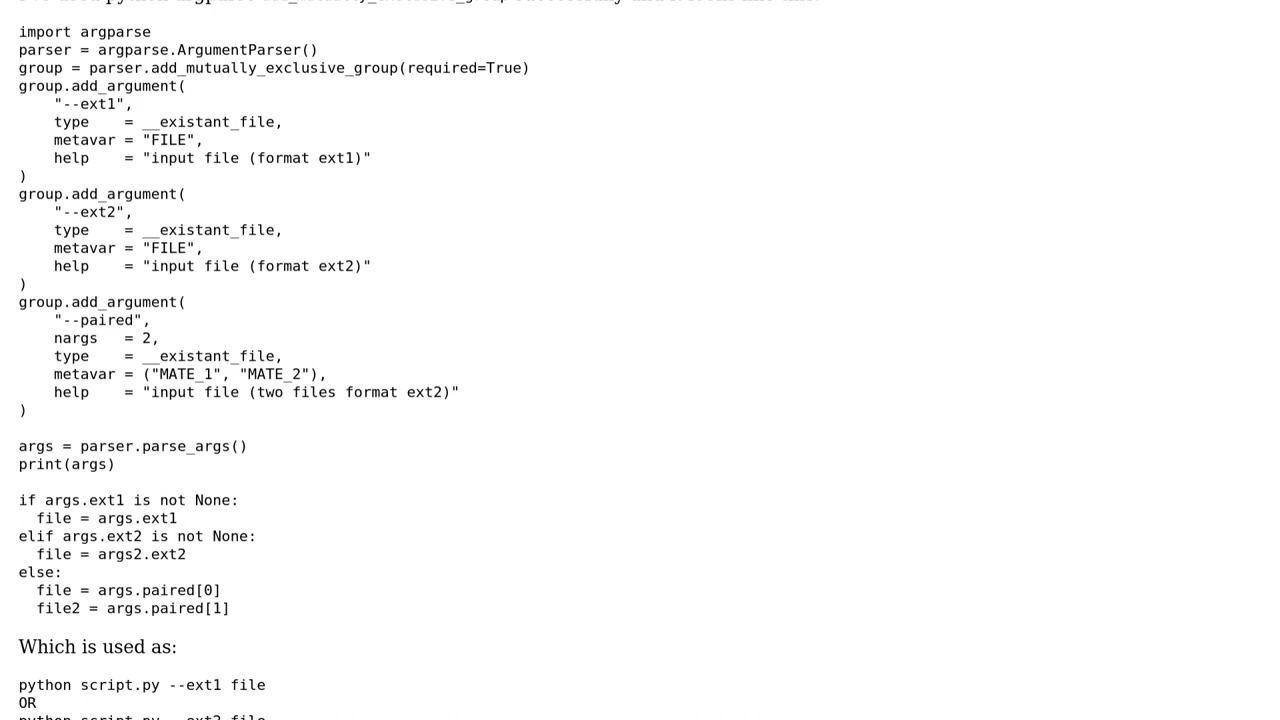 import argparse
parser = argparse.ArgumentParser()
group = parser.add_mutually_exclusive_group(required=True)
group.add_argument(
    "--ext1",
    type    = __existant_file,
    metavar = "FILE",
    help    = "input file (format ext1)"
)
group.add_argument(
    "--ext2",
    type    = __existant_file,
    metavar = "FILE",
    help    = "input file (format ext2)"
)
group.add_argument(
    "--paired",
    nargs   = 2,
    type    = __existant_file,
    metavar = ("MATE_1", "MATE_2"),
    help    = "input file (two files format ext2)"
)

args = parser.parse_args()
print(args)

if args.ext1 is not None:
  file = args.ext1
elif args.ext2 is not None:
  file = args2.ext2
else:
  file = args.paired[0]
  file2 = args.paired[1]

Which is used as:

python script.py --ext1 file
OR